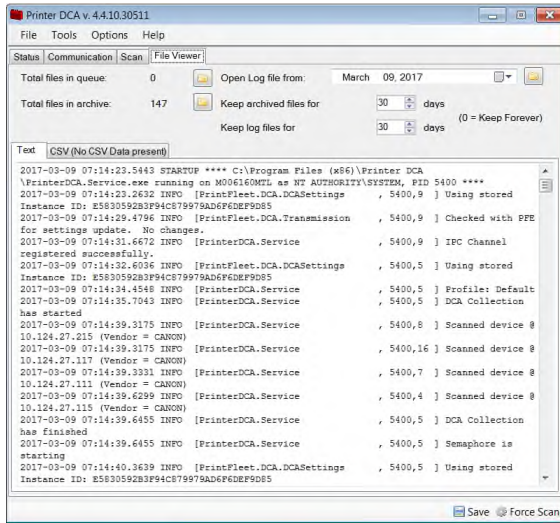 Printer DCA v. 4.4.10.30511
File Tools Options Help
Status Communication Scan File Viewer
Total files in queue: 0 Open Log file from: March 09, 2017
Total files in archive: 147 Keep archived files for 30 days
(0 = Keep Forever)
Keep log files for 30 days
Text CSV (No CSV Data present)
2017-03-09 07:14:23.5443 STARTUP **** C:\Program Files (x86)\Printer DCA
\PrinterDCA.Service.exe running on M006160MTL as NT AUTHORITY\SYSTEM, PID 5400 ****
2017-03-09 07:14:23.2632 INFO [PrintFleet.DCA.DCASettings , 5400,9 ] Using stored
Instance ID: E5830592B3F94C879979AD6F6DEF9D85
2017-03-09 07:14:29.4796 INFO [PrintFleet.DCA.Transmission , 5400,9 ] Checked with PFE
for settings update. No changes.
2017-03-09 07:14:31.6672 INFO [PrinterDCA.Service , 5400,9 ] IPC Channel
registered successfully.
2017-03-09 07:14:32.6036 INFO [PrintFleet.DCA.DCASettings , 5400,5 ] Using stored
Instance ID: E5830592B3F94C879979AD6F6DEF9D85
2017-03-09 07:14:34.4548 INFO [PrinterDCA.Service , 5400,5 ] Profile: Default
2017-03-09 07:14:35.7043 INFO [PrinterDCA.Service , 5400,5 ] DCA Collection
has started
2017-03-09 07:14:39.3175 INFO [PrinterDCA.Service , 5400,8 ] Scanned device @
10.124.27.215 (Vendor = CANON)
2017-03-09 07:14:39.3175 INFO [PrinterDCA.Service , 5400,16 ] Scanned device @
10.124.27.117 (Vendor = CANON)
2017-03-09 07:14:39.3331 INFO [PrinterDCA.Service , 5400,7 ] Scanned device @
10.124.27.111 (Vendor = CANON)
2017-03-09 07:14:39.6299 INFO [PrinterDCA.Service , 5400,4 ] Scanned device @
10.124.27.115 (Vendor = CANON)
2017-03-09 07:14:39.6455 INFO [PrinterDCA.Service , 5400,5 ] DCA Collection
has finished
2017-03-09 07:14:39.6455 INFO [PrinterDCA.Service , 5400,5 ] Semaphore is
starting
2017-03-09 07:14:40.3639 INFO [PrintFleet.DCA.DCASettings , 5400,5 ] Using stored
Instance ID: E5830592B3F94C879979AD6F6DEF9D85
Save Force Scan